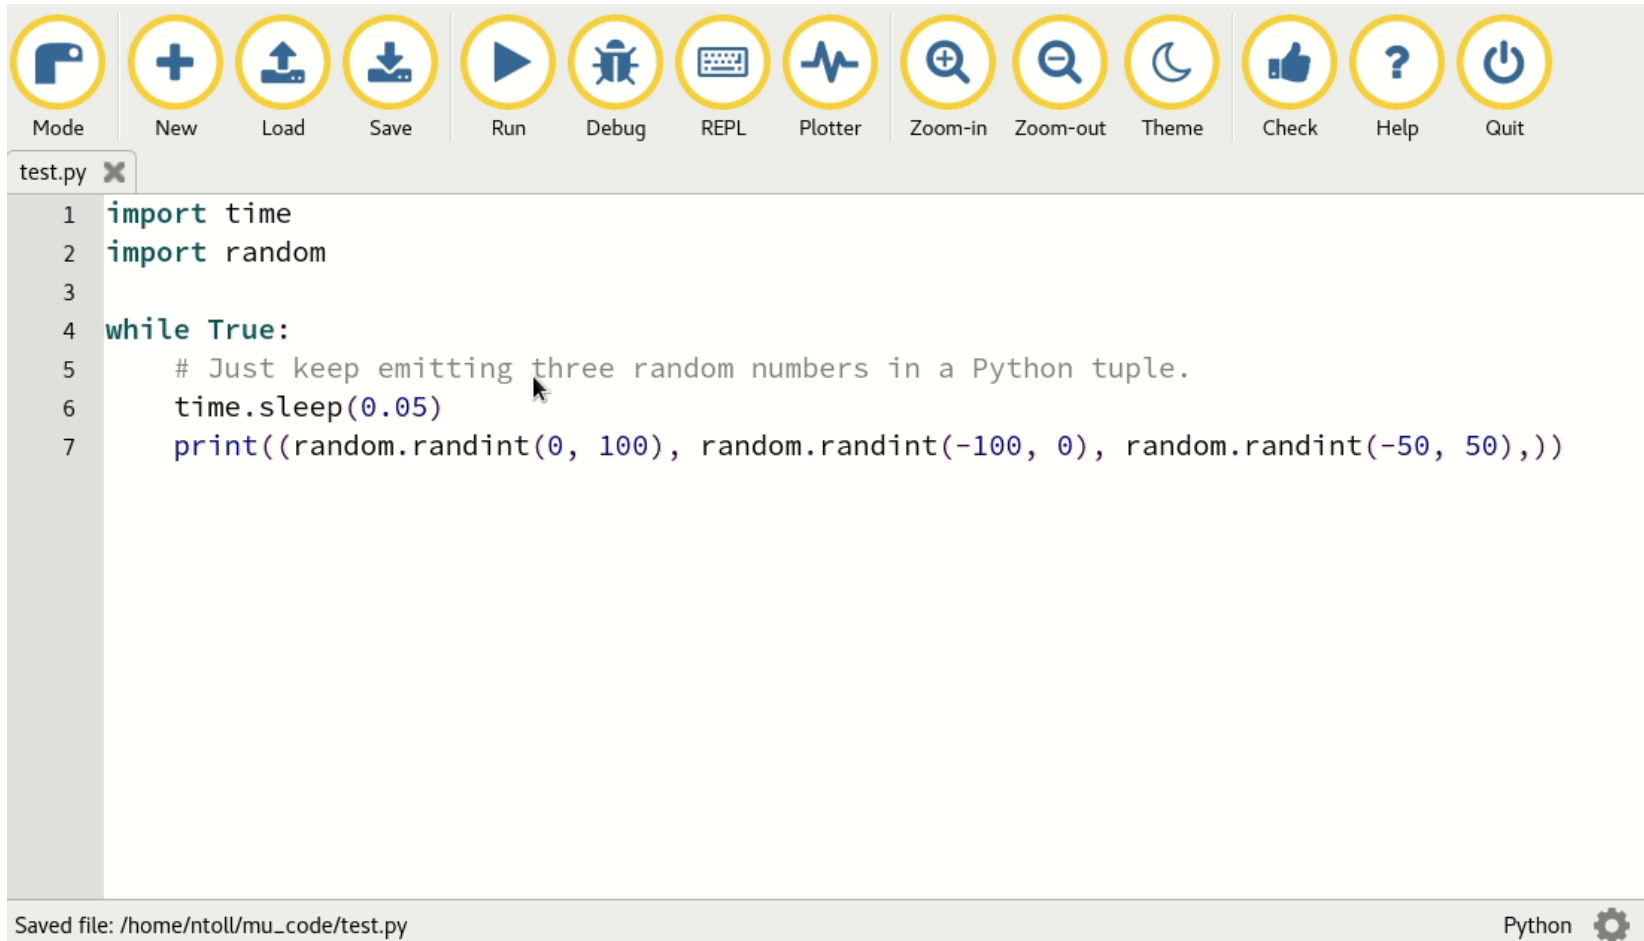 Mode New Load Save Run Debug REPL Plotter Zoom-in Zoom-out Theme Check Help Quit
test.py
1 import time
2 import random
3
4 while True:
5     # Just keep emitting three random numbers in a Python tuple.
6     time.sleep(0.05)
7     print((random.randint(0, 100), random.randint(-100, 0), random.randint(-50, 50),))
Saved file: /home/ntoll/mu_code/test.py Python